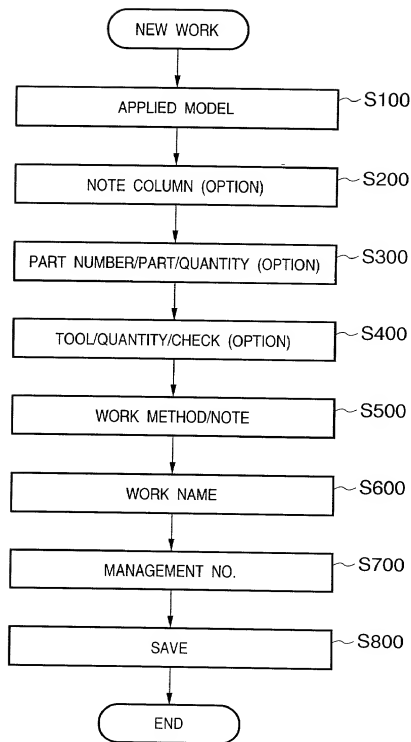 NEW WORK
APPLIED MODEL
S100
NOTE COLUMN (OPTION)
S200
PART NUMBER/PART/QUANTITY (OPTION)
S300
TOOL/QUANTITY/CHECK (OPTION)
S400
WORK METHOD/NOTE
S500
WORK NAME
S600
MANAGEMENT NO.
S700
SAVE
S800
END